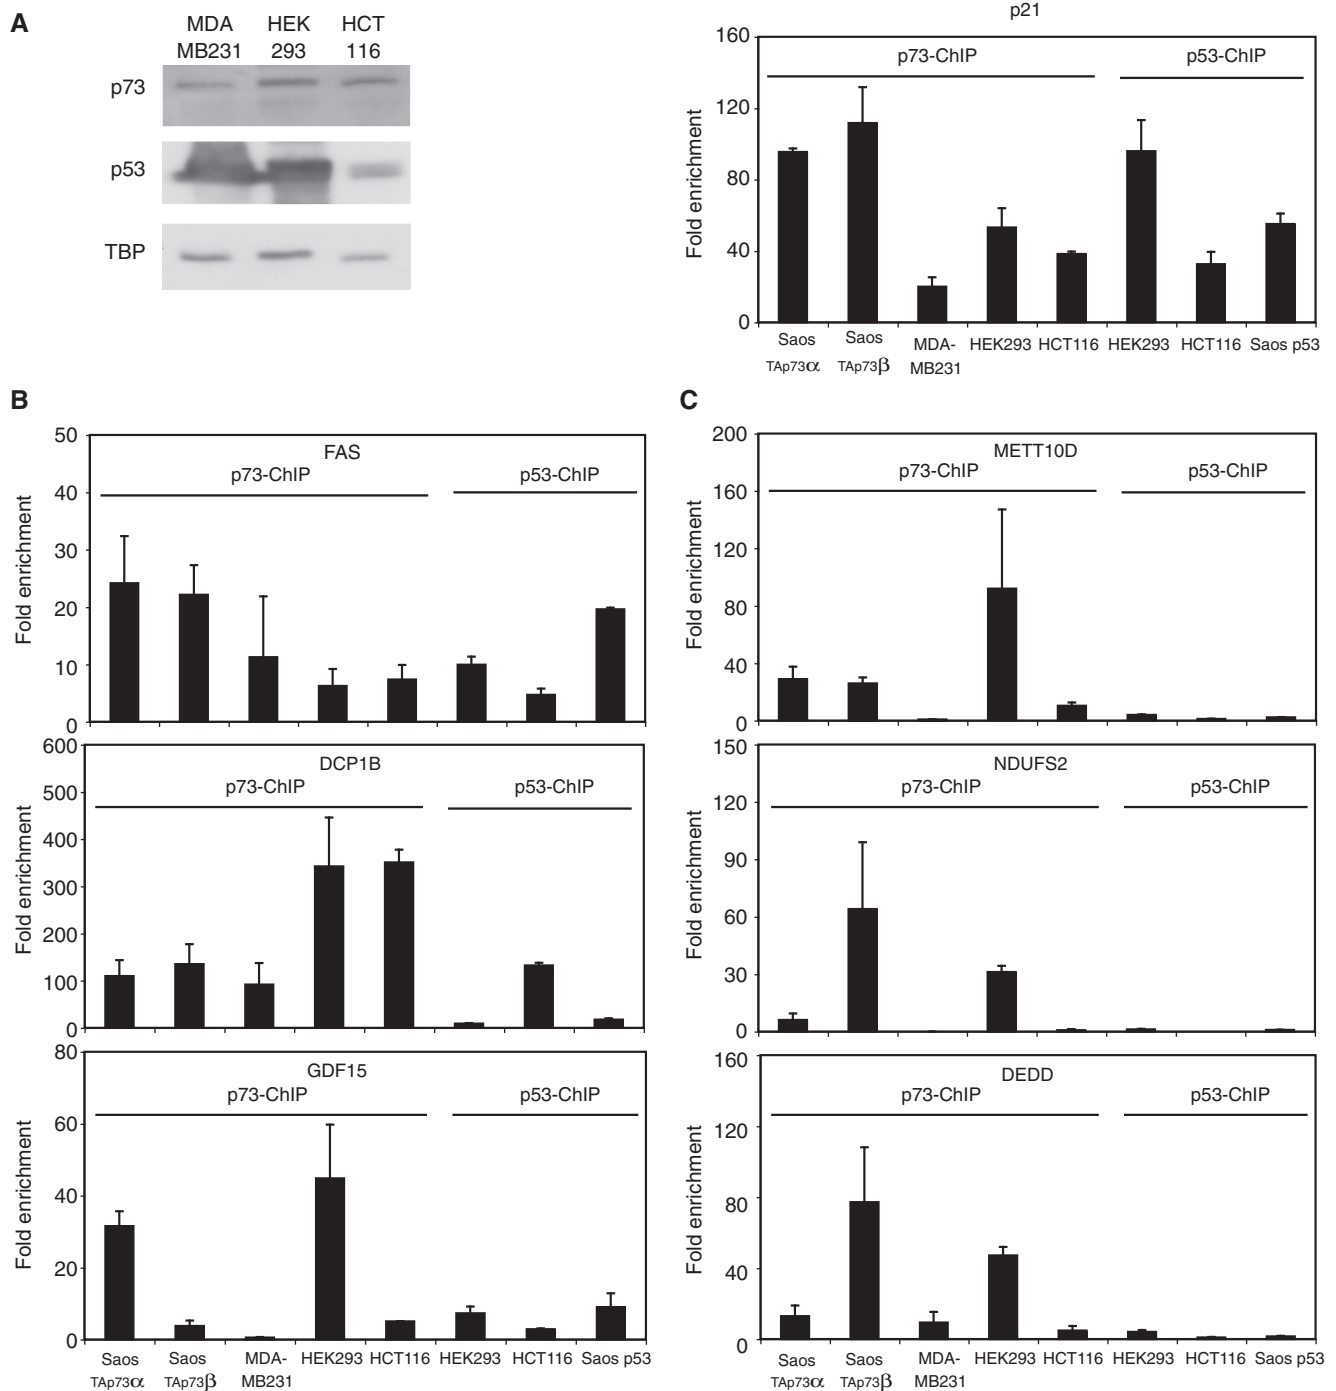 A
MDA MB231
HEK 293
HCT 116
p73
p53
TBP
p21
p73-ChIP
p53-ChIP
Fold enrichment
160
120
80
40
0
Saos TAp73α
Saos TAp73β
MDA-MB231
HEK293
HCT116
HEK293
HCT116
Saos p53
B
FAS
p73-ChIP
p53-ChIP
Fold enrichment
50
40
30
20
10
0
DCP1B
p73-ChIP
p53-ChIP
Fold enrichment
600
500
400
300
200
100
0
GDF15
p73-ChIP
p53-ChIP
Fold enrichment
80
60
40
20
0
Saos TAp73α
Saos TAp73β
MDA-MB231
HEK293
HCT116
HEK293
HCT116
Saos p53
C
METT10D
p73-ChIP
p53-ChIP
Fold enrichment
200
160
120
80
40
0
NDUFS2
p73-ChIP
p53-ChIP
Fold enrichment
150
120
90
60
30
0
DEDD
p73-ChIP
p53-ChIP
Fold enrichment
160
120
80
40
0
Saos TAp73α
Saos TAp73β
MDA-MB231
HEK293
HCT116
HEK293
HCT116
Saos p53